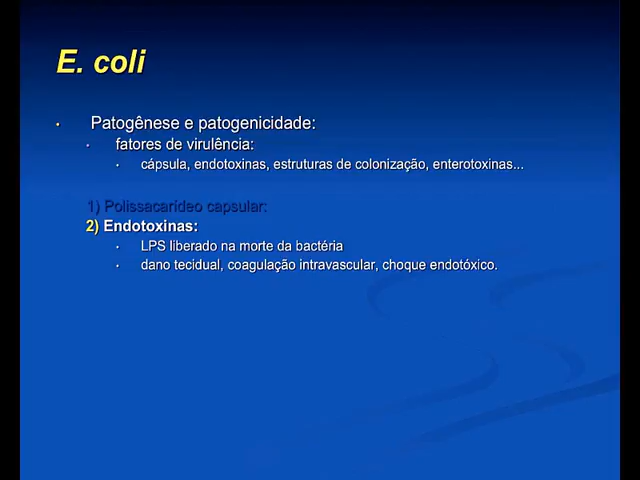 E. coli
• Patogênese e patogenicidade:
• fatores de virulência:
• cápsula, endotoxinas, estruturas de colonização, enterotoxinas...
1) Polissacarídeo capsular:
2) Endotoxinas:
• LPS liberado na morte da bactéria
• dano tecidual, coagulação intravascular, choque endotóxico.